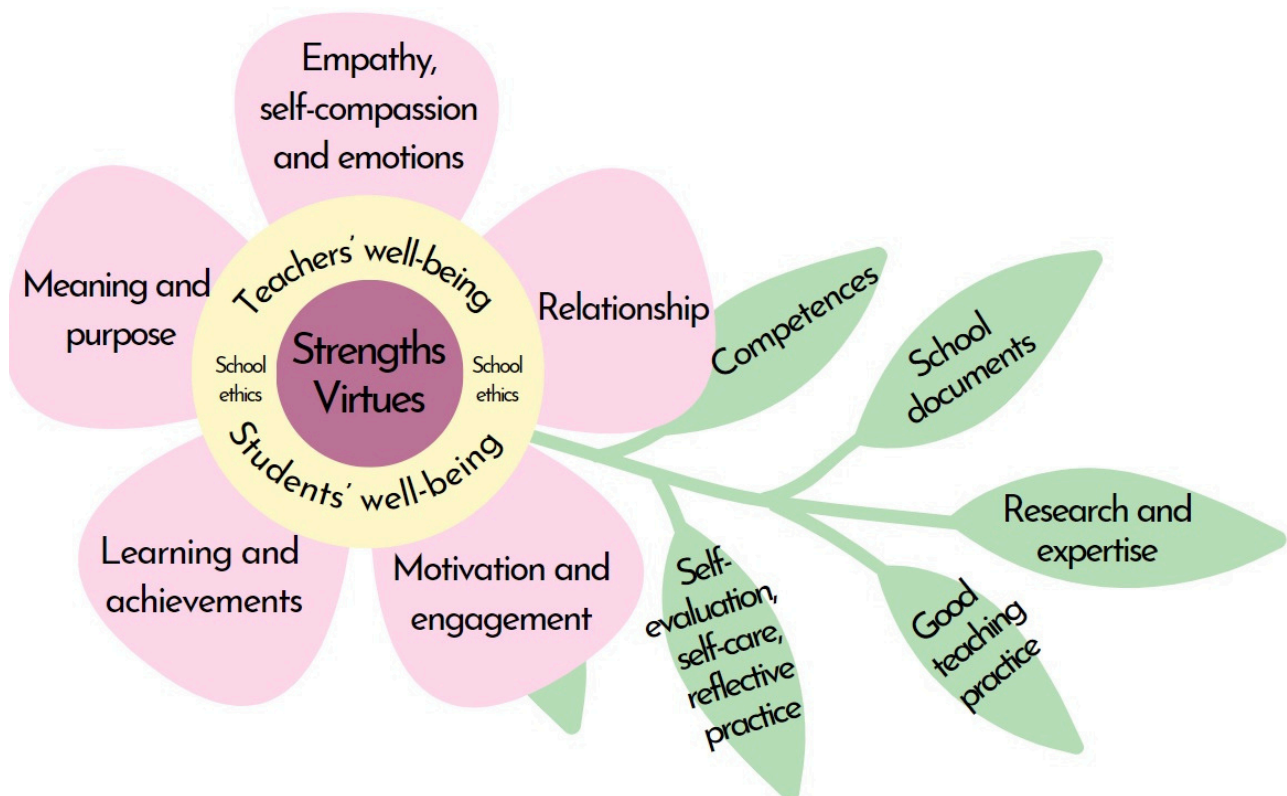 Empathy,
self-compassion
and emotions
Meaning and
purpose
Relationship
Teachers' well-being
School
ethics
Strengths
Virtues
School
ethics
Students' well-being
Learning and
achievements
Motivation and
engagement
Competences
School
documents
Research and
expertise
Good
teaching
practice
Self-
evaluation,
self-care,
reflective
practice